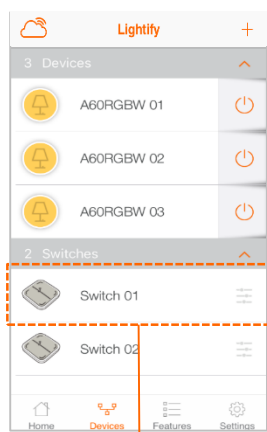 Lightify
3 Devices
A60RGBW 01
A60RGBW 02
A60RGBW 03
2 Switches
Switch 01
Switch 02
Home Devices Features Settings